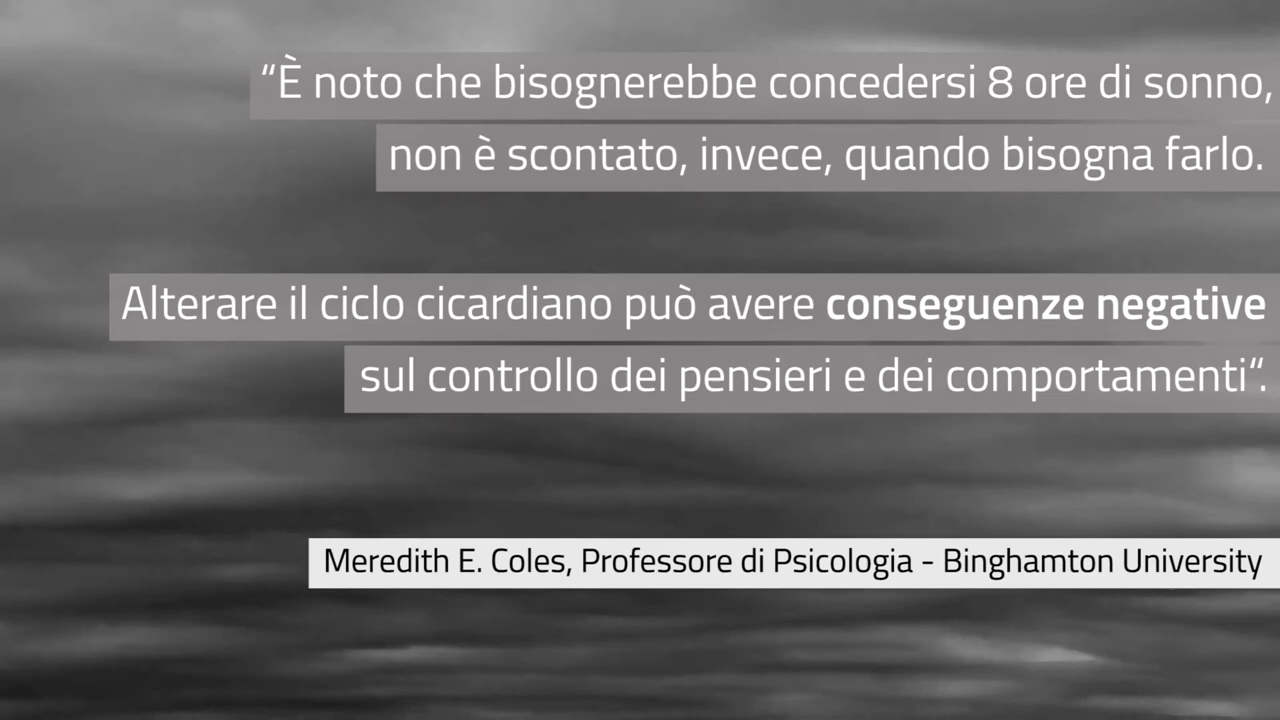 “È noto che bisognerebbe concedersi 8 ore di sonno,
non è scontato, invece, quando bisogna farlo.
Alterare il ciclo cicardiano può avere conseguenze negative
sul controllo dei pensieri e dei comportamenti“.
Meredith E. Coles, Professore di Psicologia - Binghamton University